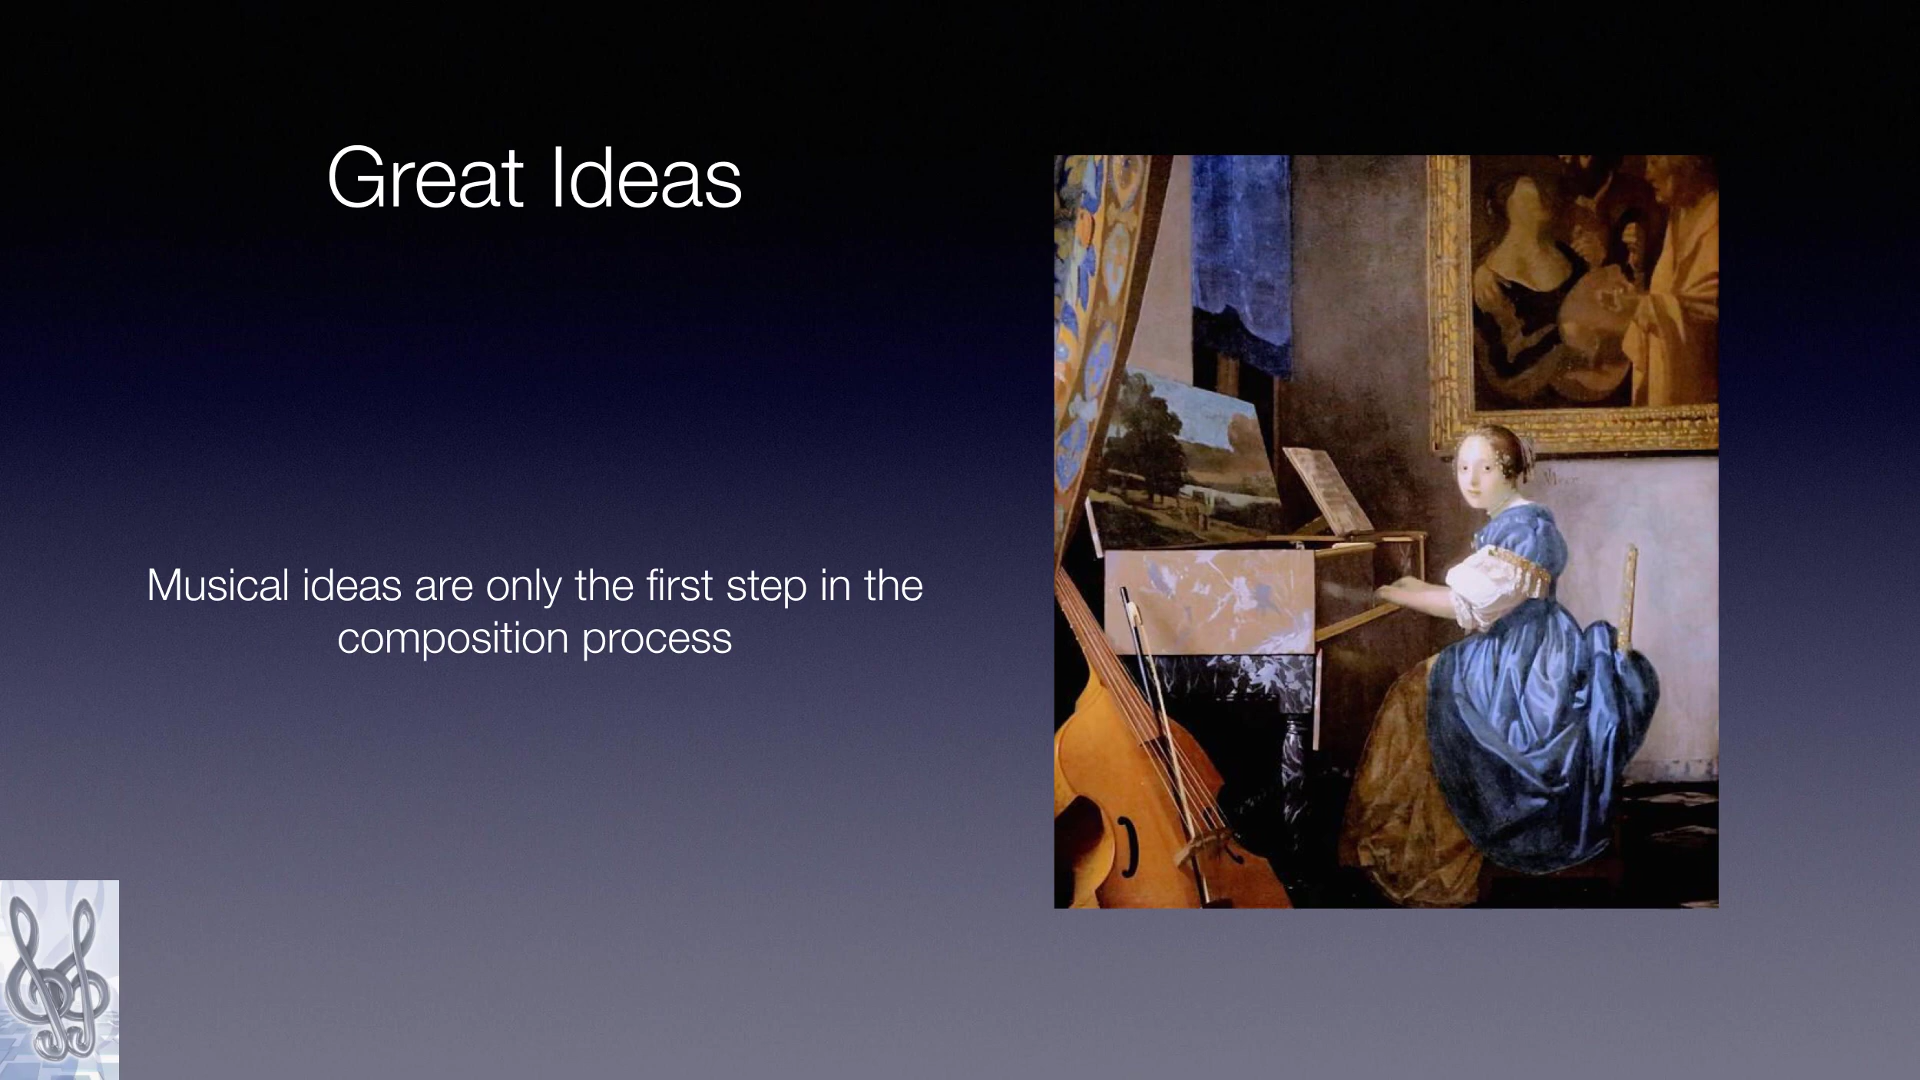 Great Ideas
Musical ideas are only the first step in the
composition process